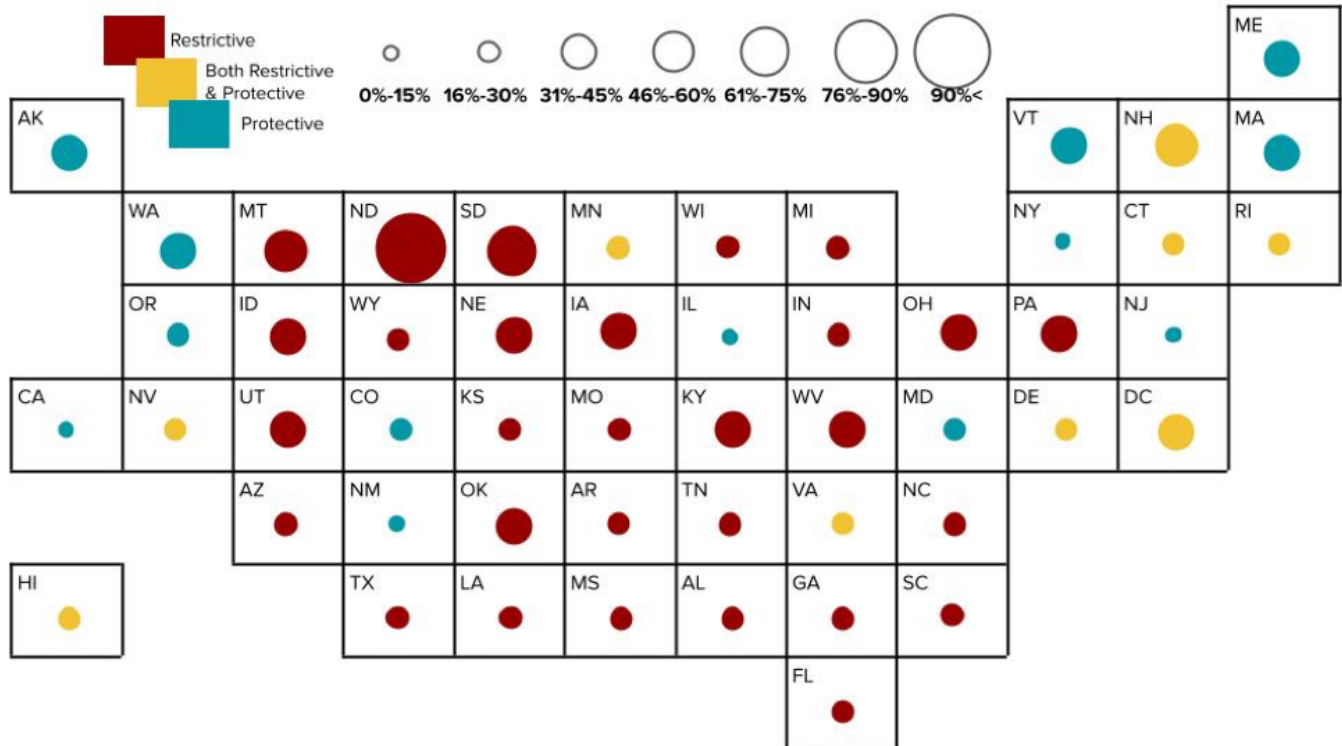 Restrictive
Both Restrictive
& Protective
Protective
0%-15% 16%-30% 31%-45% 46%-60% 61%-75% 76%-90% 90%<
ME
AK VT NH MA
WA MT ND SD MN WI MI NY CT RI
OR ID WY NE IA IL IN OH PA NJ
CA NV UT CO KS MO KY WV MD DE DC
AZ NM OK AR TN VA NC
HI TX LA MS AL GA SC
FL